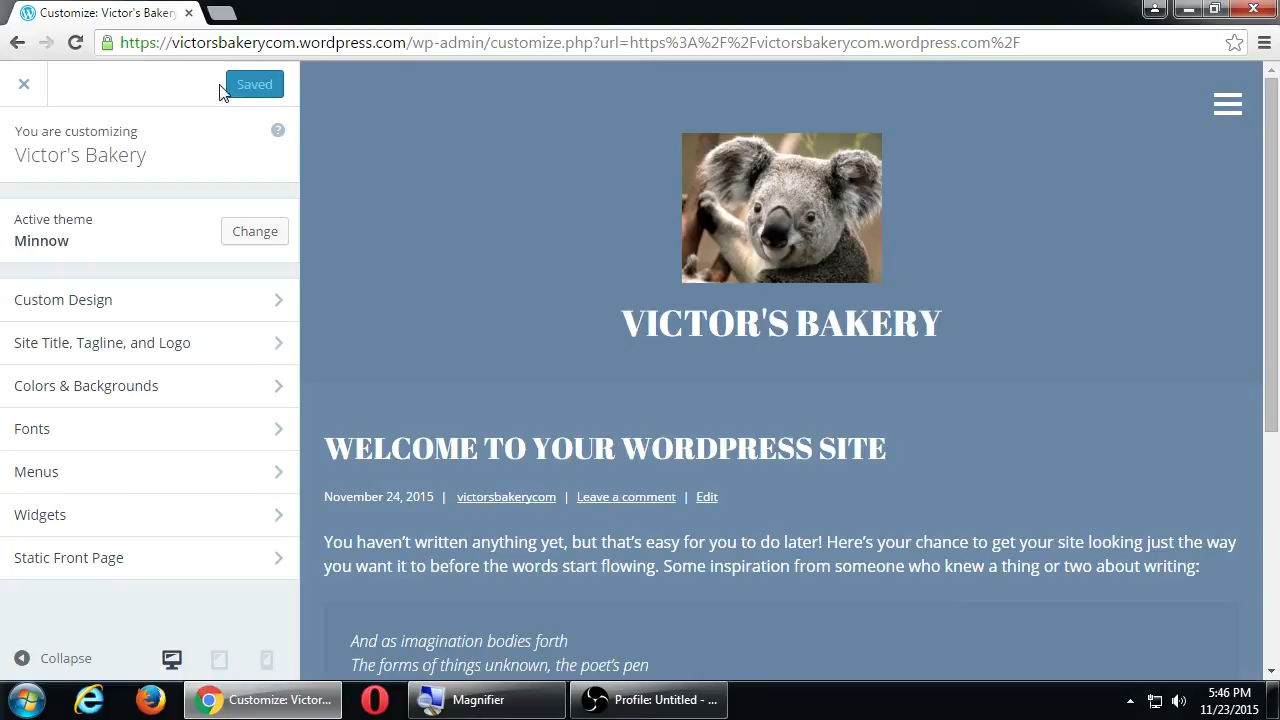 Customize: Victor's Bakery
https://victorsbakerycom.wordpress.com/wp-admin/customize.php?url=https%3A%2F%2Fvictorsbakerycom.wordpress.com%2F
Saved
You are customizing
?
Victor's Bakery
Active theme
Minnow
Change
Custom Design
Site Title, Tagline, and Logo
Colors & Backgrounds
Fonts
Menus
Widgets
Static Front Page
Collapse
VICTOR'S BAKERY
WELCOME TO YOUR WORDPRESS SITE
November 24, 2015 | victorsbakerycom | Leave a comment | Edit
You haven't written anything yet, but that's easy for you to do later! Here's your chance to get your site looking just the way
you want it to before the words start flowing. Some inspiration from someone who knew a thing or two about writing:
And as imagination bodies forth
The forms of things unknown, the poet's pen
Customize: Victor...
Magnifier
Profile: Untitled - ...
5:46 PM
11/23/2015